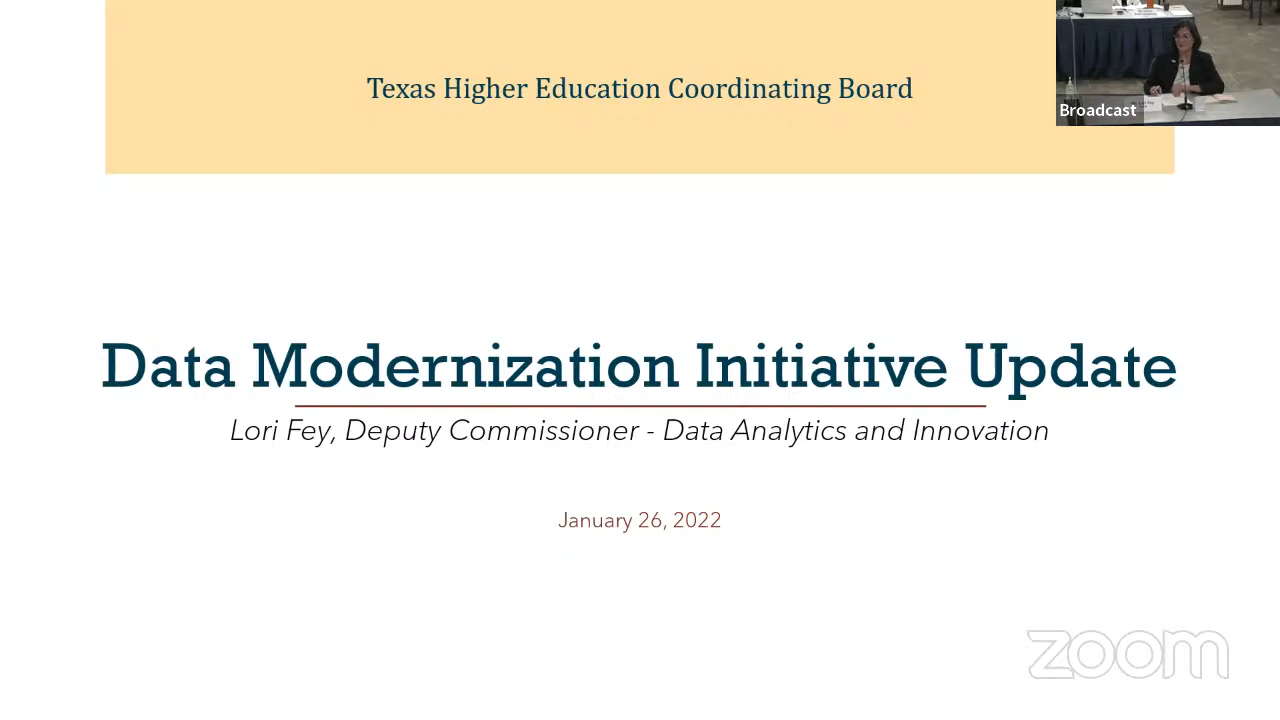 Texas Higher Education Coordinating Board
Broadcast
Data Modernization Initiative Update
Lori Fey, Deputy Commissioner - Data Analytics and Innovation
January 26, 2022
zoom